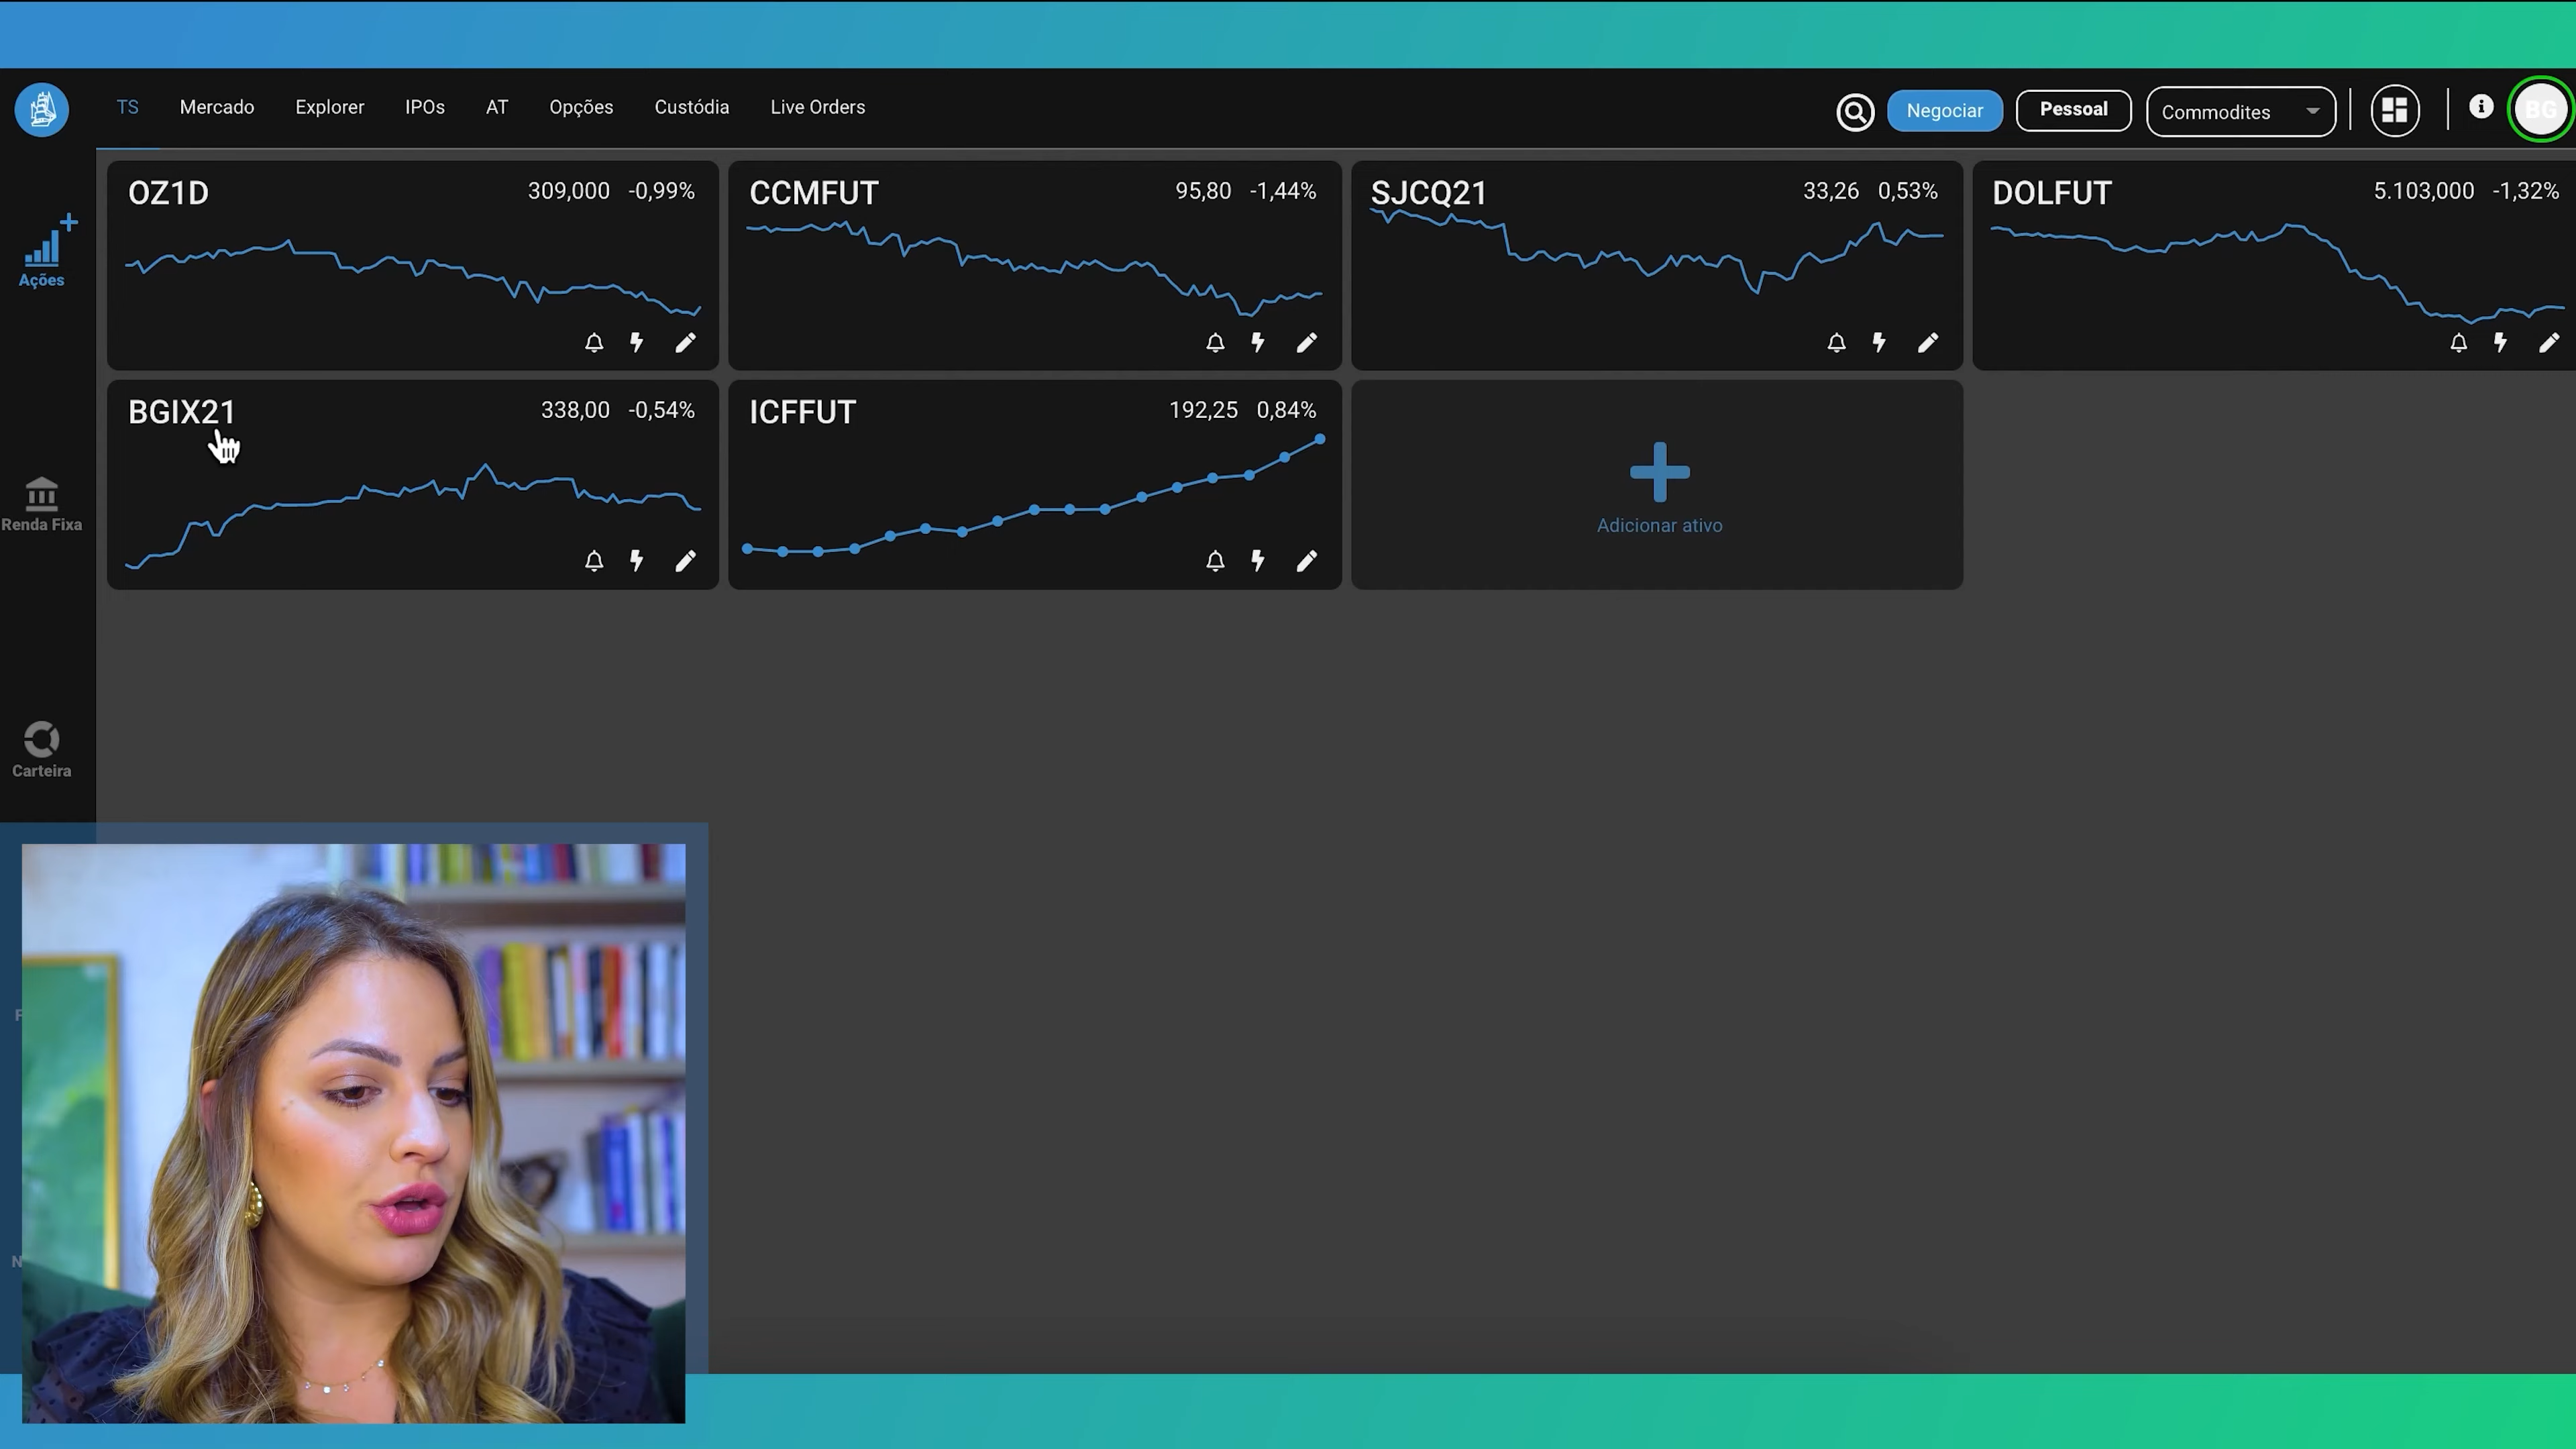 TS Mercado Explorer IPOs AT Opções Custódia Live Orders Negociar Pessoal Commodites BG
Ações
Renda Fixa
Carteira
F
N
OZ1D 309,000 -0,99%
CCMFUT 95,80 -1,44%
SJCQ21 33,26 0,53%
DOLFUT 5.103,000 -1,32%
BGIX21 338,00 -0,54%
ICFFUT 192,25 0,84%
Adicionar ativo